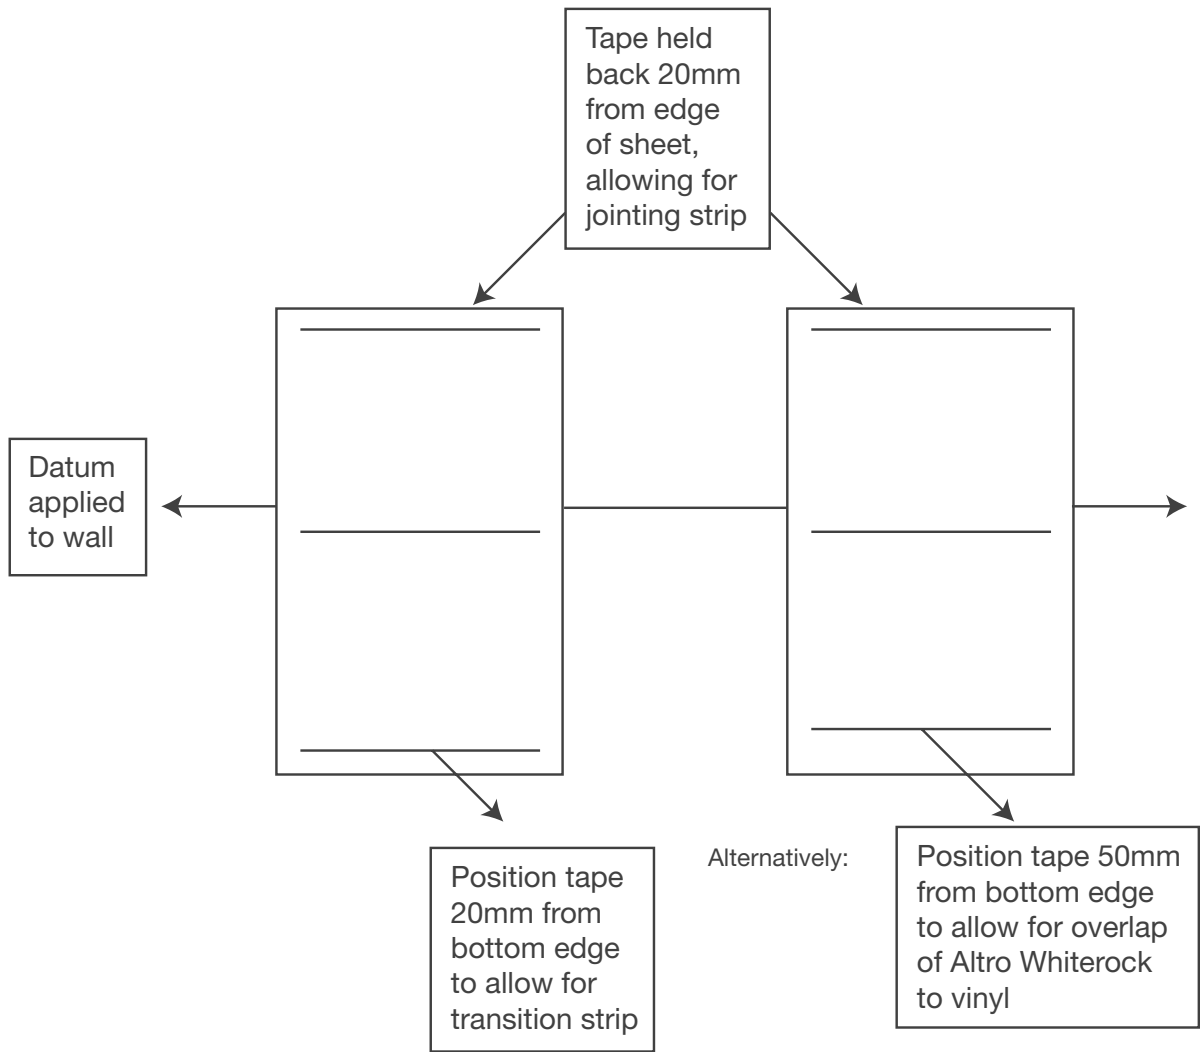 Tape held
back 20mm
from edge
of sheet,
allowing for
jointing strip
Datum
applied
to wall
Position tape
20mm from
bottom edge
to allow for
transition strip
Alternatively:
Position tape 50mm
from bottom edge
to allow for overlap
of Altro Whiterock
to vinyl